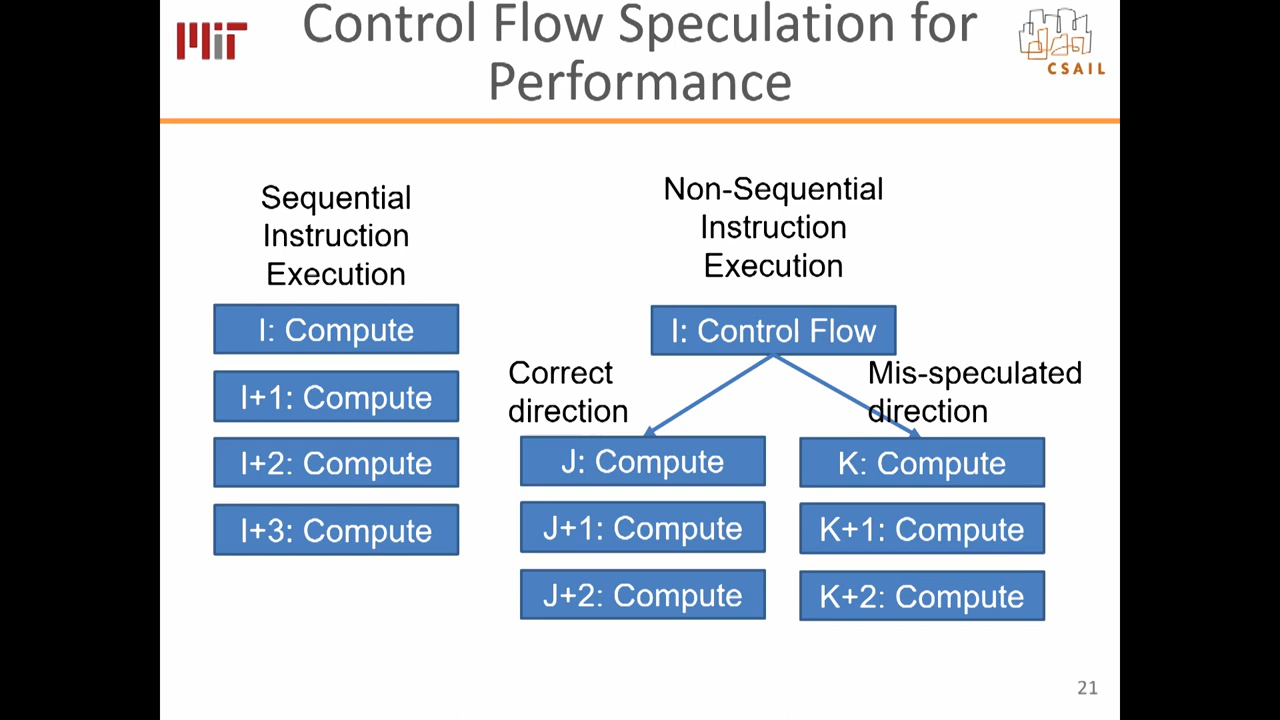 MIT
Control Flow Speculation for
Performance
CSAIL
Sequential
Instruction
Execution
I: Compute
I+1: Compute
I+2: Compute
I+3: Compute
Non-Sequential
Instruction
Execution
I: Control Flow
Correct
direction
Mis-speculated
direction
J: Compute
J+1: Compute
J+2: Compute
K: Compute
K+1: Compute
K+2: Compute
21